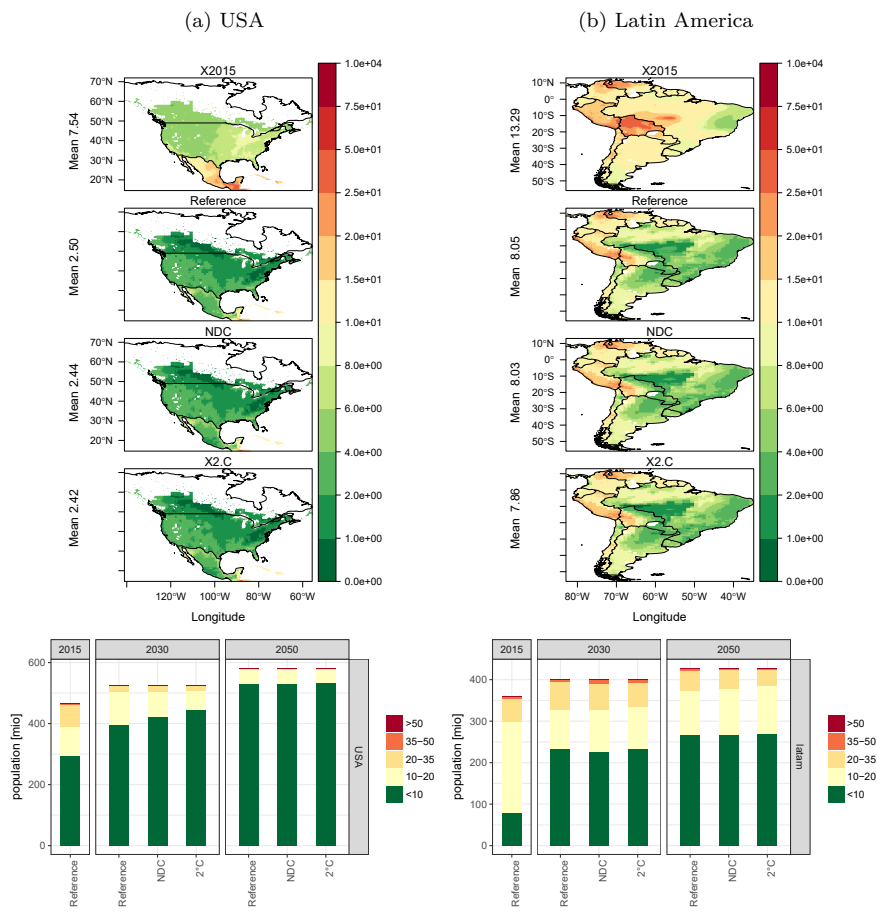 (a) USA
X2015
Mean 7.54
70°N
60°N
50°N
40°N
30°N
20°N
Reference
Mean 2.50
NDC
Mean 2.44
70°N
60°N
50°N
40°N
30°N
20°N
X2.C
Mean 2.42
120°W 100°W 80°W 60°W
Longitude
1.0e+04
7.5e+01
5.0e+01
2.5e+01
2.0e+01
1.5e+01
1.0e+01
8.0e+00
6.0e+00
4.0e+00
2.0e+00
1.0e+00
0.0e+00
2015 2030 2050
population [mio]
600
400
200
0
Reference
Reference
NDC
2°C
Reference
NDC
2°C
USA
>50
35−50
20−35
10−20
<10
(b) Latin America
X2015
Mean 13.29
10°N
0°
10°S
20°S
30°S
40°S
50°S
Reference
Mean 8.05
NDC
Mean 8.03
10°N
0°
10°S
20°S
30°S
40°S
50°S
X2.C
Mean 7.86
80°W 70°W 60°W 50°W 40°W
Longitude
1.0e+04
7.5e+01
5.0e+01
2.5e+01
2.0e+01
1.5e+01
1.0e+01
8.0e+00
6.0e+00
4.0e+00
2.0e+00
1.0e+00
0.0e+00
2015 2030 2050
population [mio]
400
300
200
100
0
Reference
Reference
NDC
2°C
Reference
NDC
2°C
latam
>50
35−50
20−35
10−20
<10